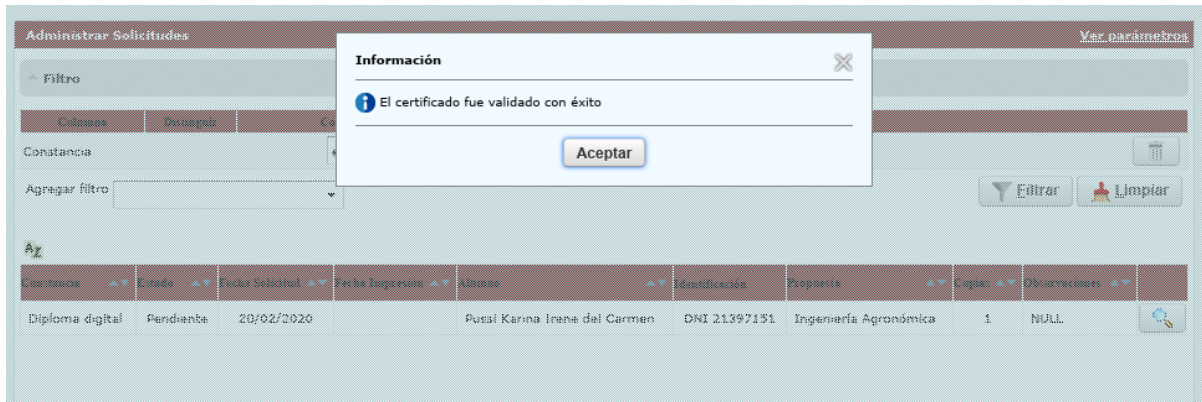 Administrar Solicitudes
Ver parámetros
Información
Filtro
El certificado fue validado con éxito
Columna
Co
Constancia
Aceptar
Agregar filtro
Filtrar
Limpiar
Constancia Estado Fecha Solicitud Fecha Impresión Alumno Identificación Propuesta Copias Observaciones
Diploma digital Pendiente 20/02/2020 Pussi Karina Irene del Carmen DNI 21397151 Ingeniería Agronómica 1 NULL